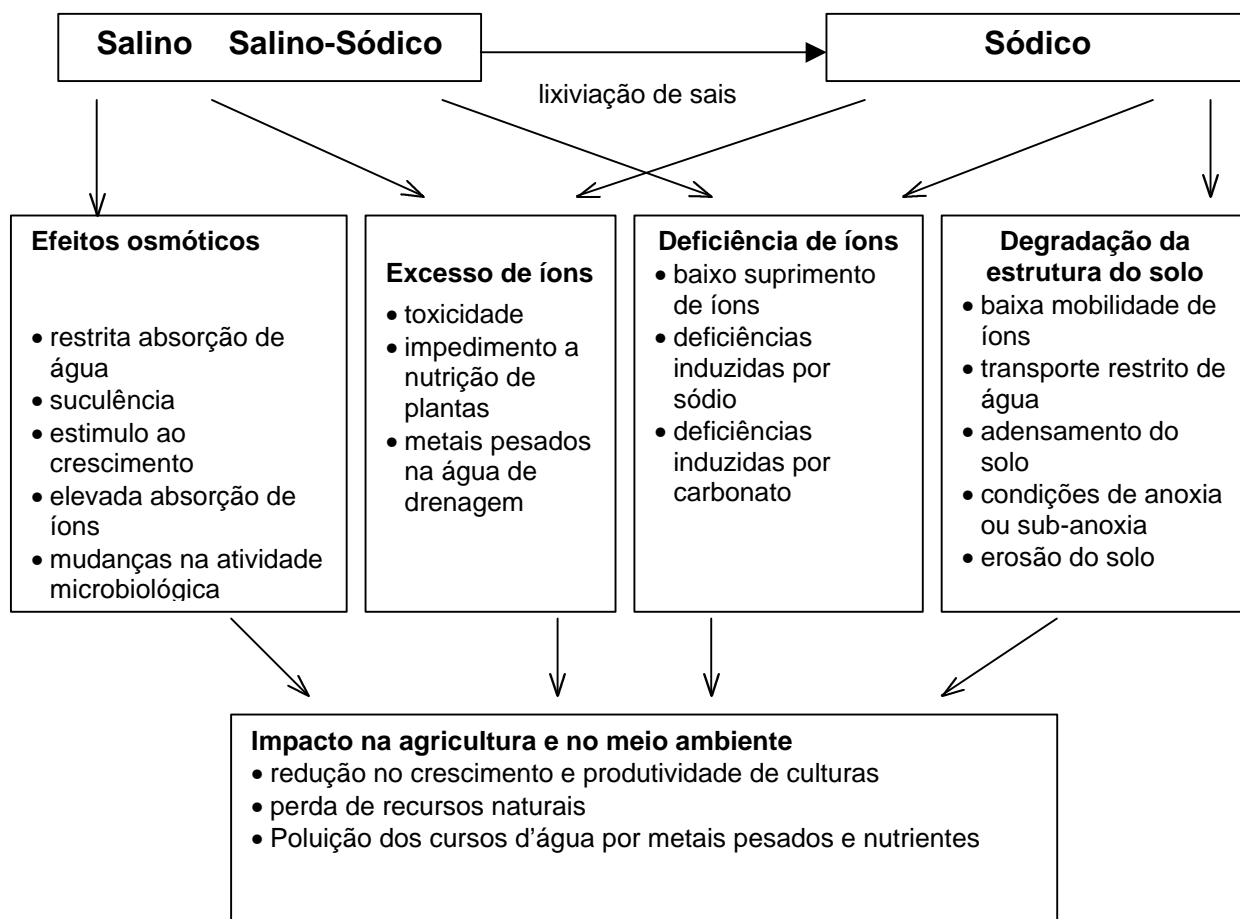 Salino Salino-Sódico
Sódico
lixiviação de sais
Efeitos osmóticos
• restrita absorção de
água
• suculência
• estimulo ao
crescimento
• elevada absorção de
íons
• mudanças na atividade
microbiológica
Excesso de íons
• toxicidade
• impedimento a
nutrição de
plantas
• metais pesados
na água de
drenagem
Deficiência de íons
• baixo suprimento
de íons
• deficiências
induzidas por
sódio
• deficiências
induzidas por
carbonato
Degradação da
estrutura do solo
• baixa mobilidade de
íons
• transporte restrito de
água
• adensamento do
solo
• condições de anoxia
ou sub-anoxia
• erosão do solo
Impacto na agricultura e no meio ambiente
• redução no crescimento e produtividade de culturas
• perda de recursos naturais
• Poluição dos cursos d’água por metais pesados e nutrientes